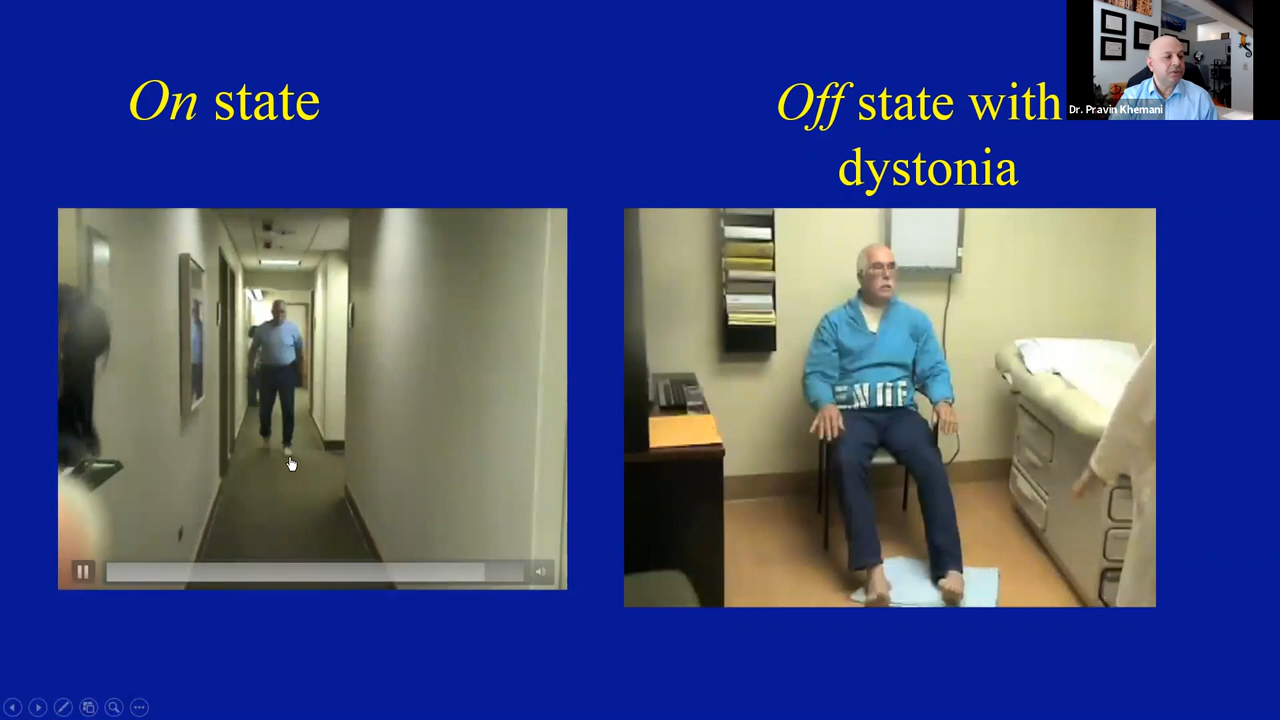 On state
Off state with
dystonia
Dr. Pravin Khemani